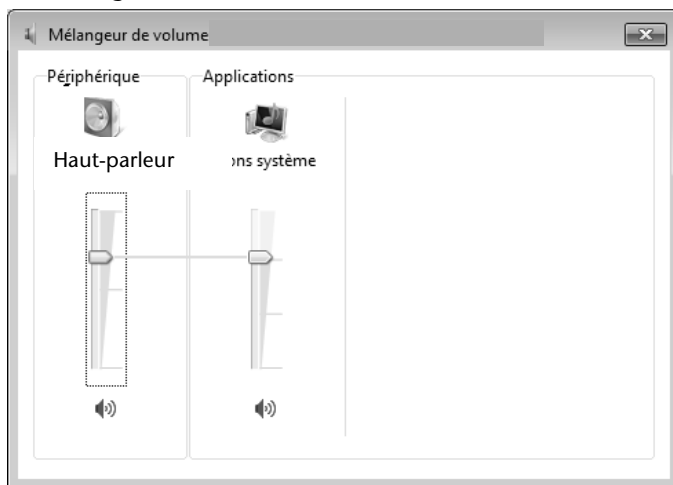 Mélangeur de volume
Périphérique
Applications
Haut-parleur
ons système